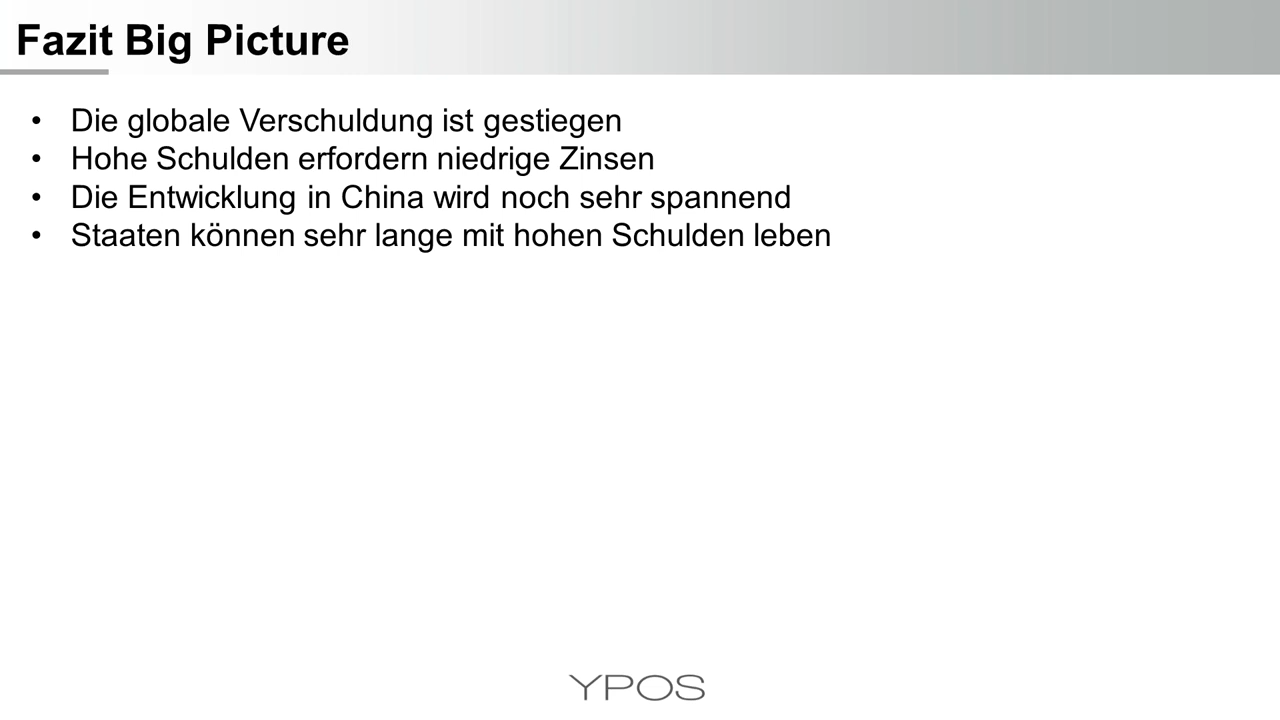 Fazit Big Picture
• Die globale Verschuldung ist gestiegen
• Hohe Schulden erfordern niedrige Zinsen
• Die Entwicklung in China wird noch sehr spannend
• Staaten können sehr lange mit hohen Schulden leben
YPOS